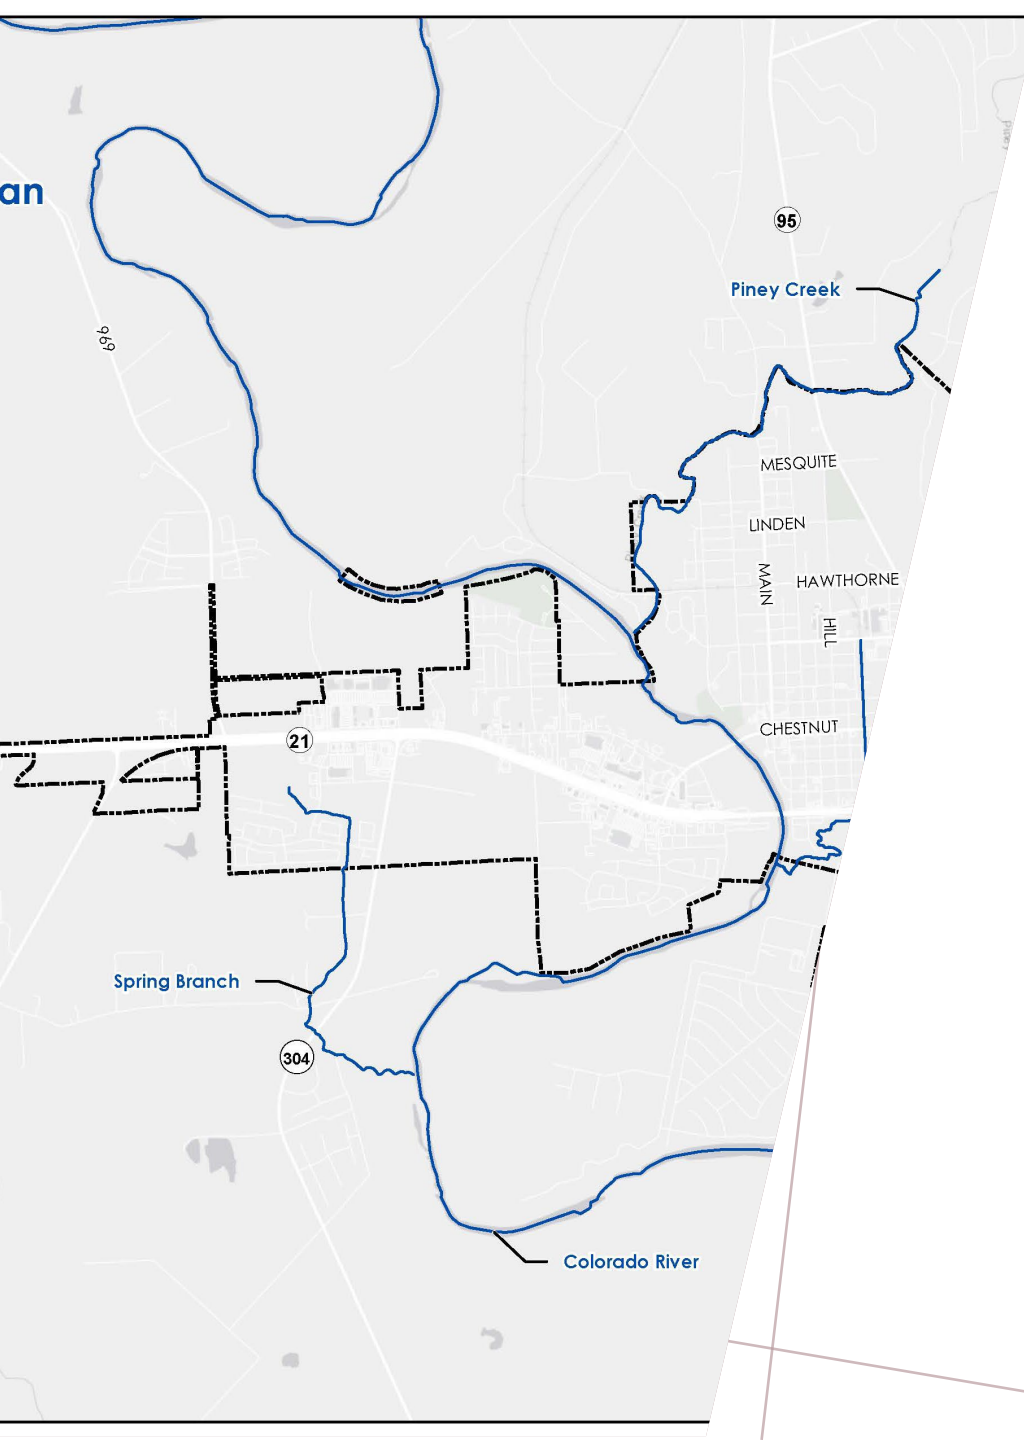 an
95
Piney Creek
969
MESQUITE
LINDEN
MAIN
HAWTHORNE
HILL
CHESTNUT
21
Spring Branch
304
Colorado River